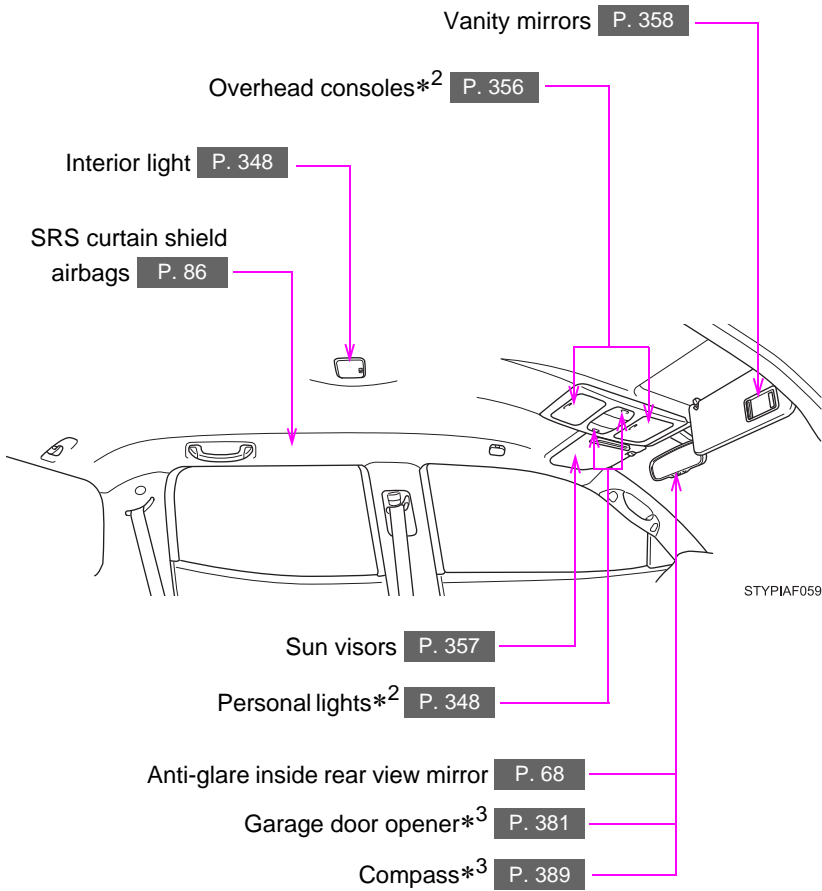 Vanity mirrors P. 358
Overhead consoles*2 P. 356
Interior light P. 348
SRS curtain shield
airbags P. 86
STYPIAF059
Sun visors P. 357
Personal lights*2 P. 348
Anti-glare inside rear view mirror P. 68
Garage door opener*3 P. 381
Compass*3 P. 389